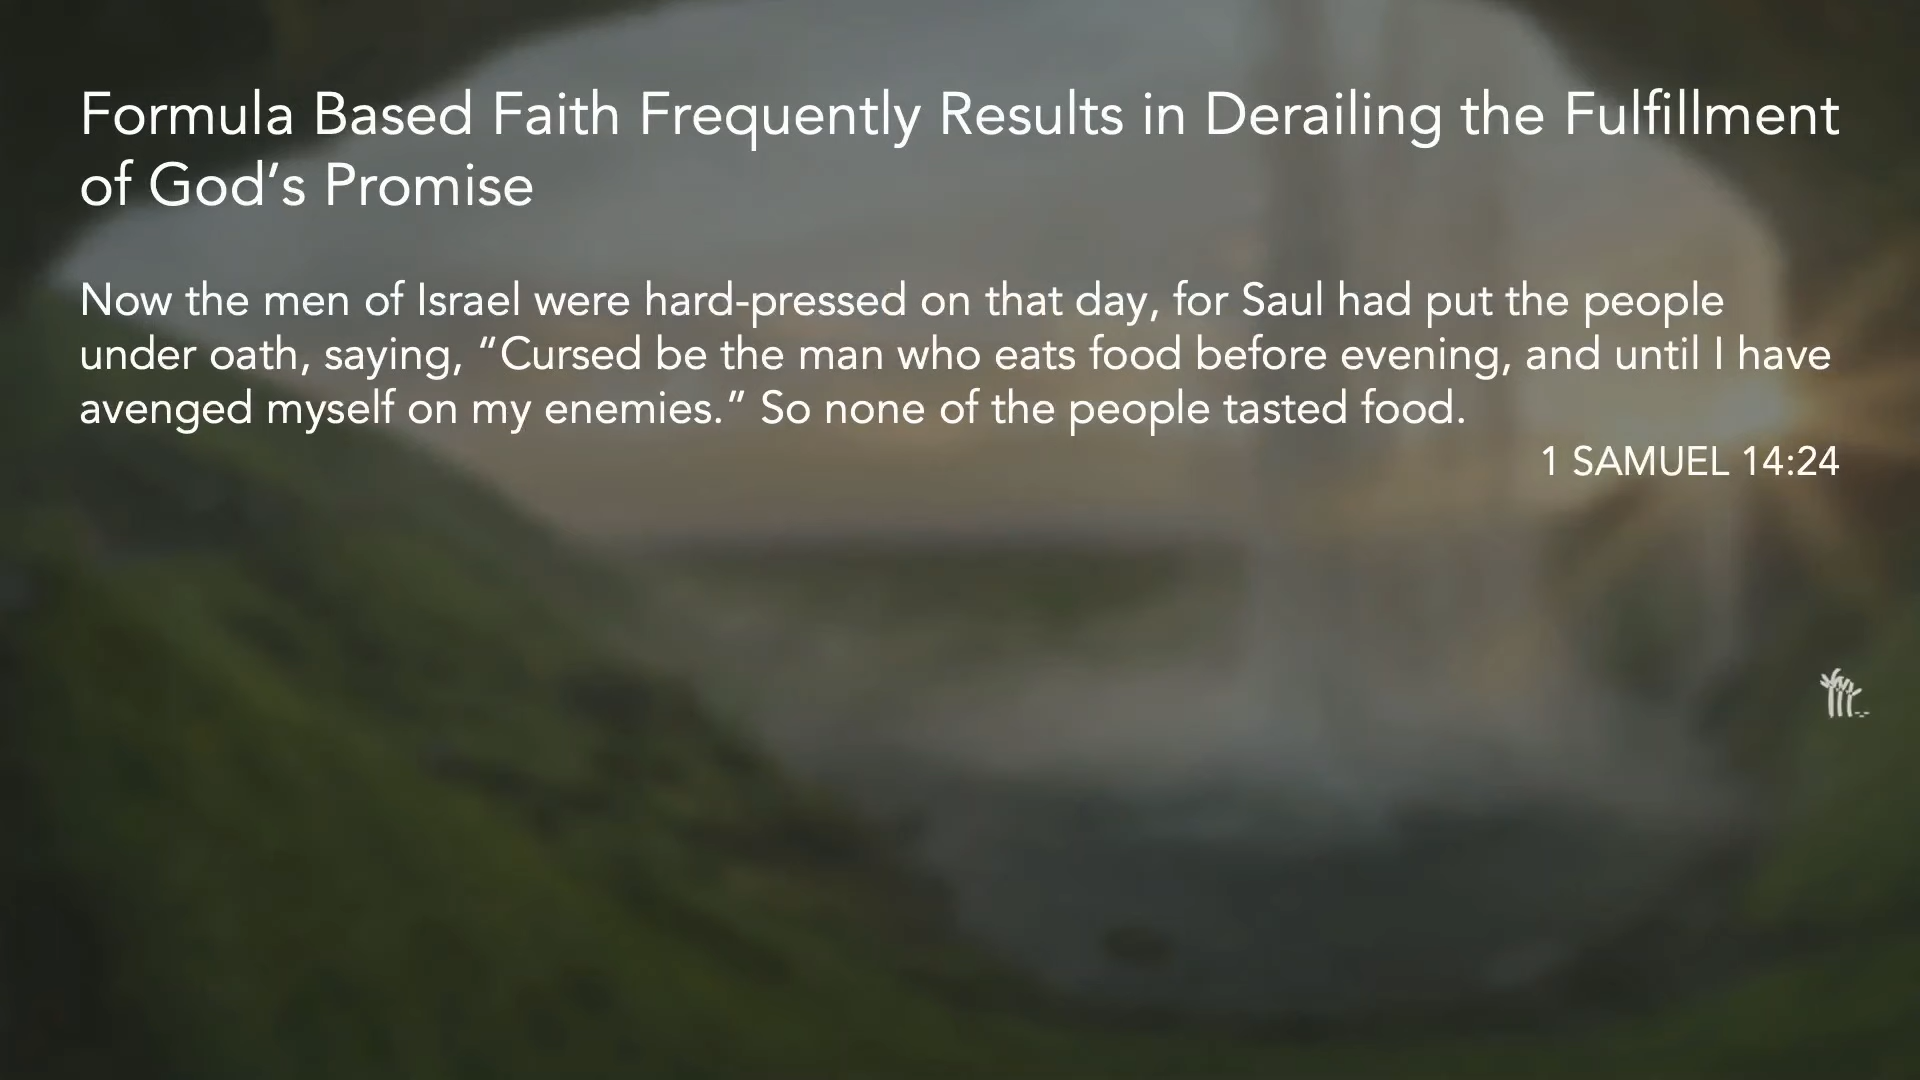 Formula Based Faith Frequently Results in Derailing the Fulfillment
of God’s Promise
Now the men of Israel were hard-pressed on that day, for Saul had put the people
under oath, saying, “Cursed be the man who eats food before evening, and until I have
avenged myself on my enemies.” So none of the people tasted food.
1 SAMUEL 14:24